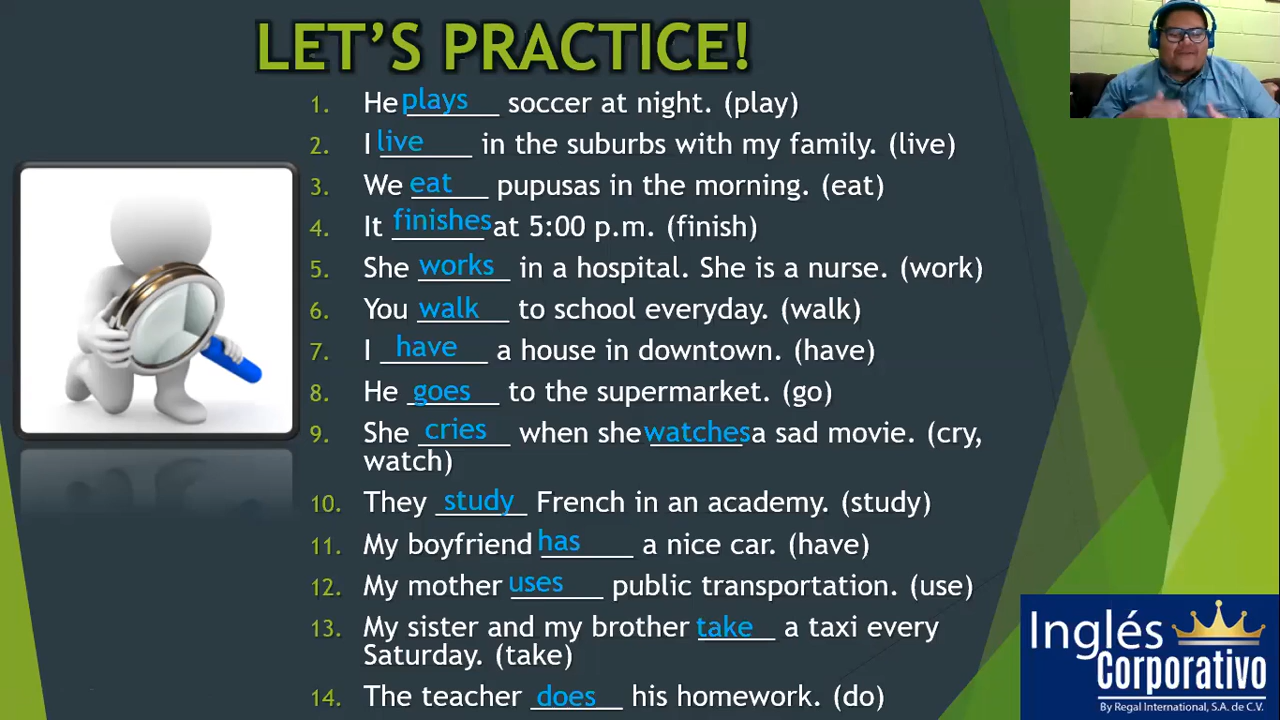 LET'S PRACTICE!
1. He plays soccer at night. (play)
2. I live in the suburbs with my family. (live)
3. We eat pupusas in the morning. (eat)
4. It finishes at 5:00 p.m. (finish)
5. She works in a hospital. She is a nurse. (work)
6. You walk to school everyday. (walk)
7. I have a house in downtown. (have)
8. He goes to the supermarket. (go)
9. She cries when she watches a sad movie. (cry,
watch)
10. They study French in an academy. (study)
11. My boyfriend has a nice car. (have)
12. My mother uses public transportation. (use)
13. My sister and my brother take a taxi every
Saturday. (take)
14. The teacher does his homework. (do)
Inglés
Corporativo
By Regal International, S.A. de C.V.